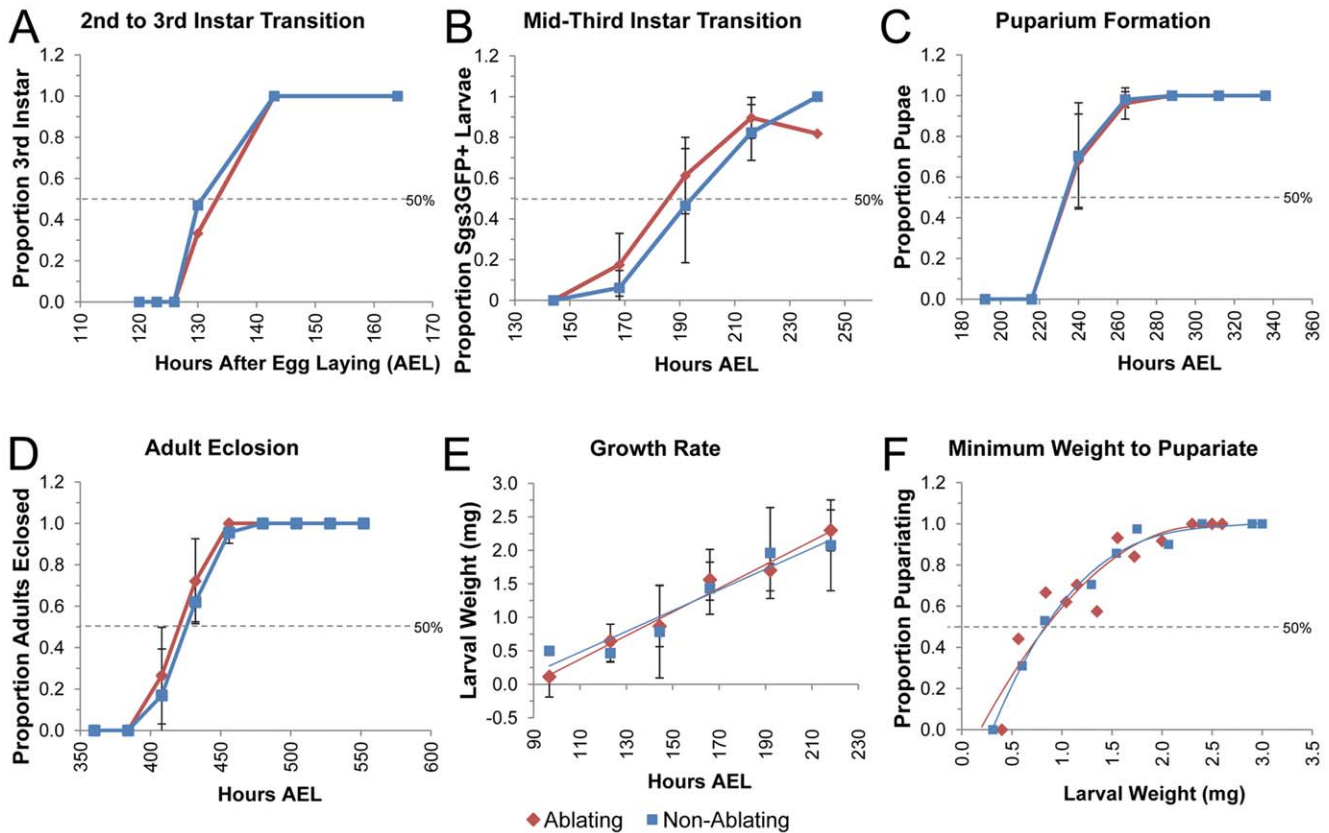 A 2nd to 3rd Instar Transition
Proportion 3rd Instar
1.2
1.0
0.8
0.6
0.4
0.2
0.0
50%
110 120 130 140 150 160 170
Hours After Egg Laying (AEL)
B Mid-Third Instar Transition
Proportion Sgs3GFP+ Larvae
1.2
1
0.8
0.6
0.4
0.2
0
50%
130 150 170 190 210 230 250
Hours AEL
C Puparium Formation
Proportion Pupae
1.2
1.0
0.8
0.6
0.4
0.2
0.0
50%
180 200 220 240 260 280 300 320 340 360
Hours AEL
D Adult Eclosion
Proportion Adults Eclosed
1.2
1.0
0.8
0.6
0.4
0.2
0.0
50%
350 400 450 500 550 600
Hours AEL
E Growth Rate
Larval Weight (mg)
3.0
2.5
2.0
1.5
1.0
0.5
0.0
-0.5
90 110 130 150 170 190 210 230
Hours AEL
F Minimum Weight to Pupariate
Proportion Pupariating
1.2
1.0
0.8
0.6
0.4
0.2
0.0
50%
0.0 0.5 1.0 1.5 2.0 2.5 3.0 3.5
Larval Weight (mg)
Ablating Non-Ablating